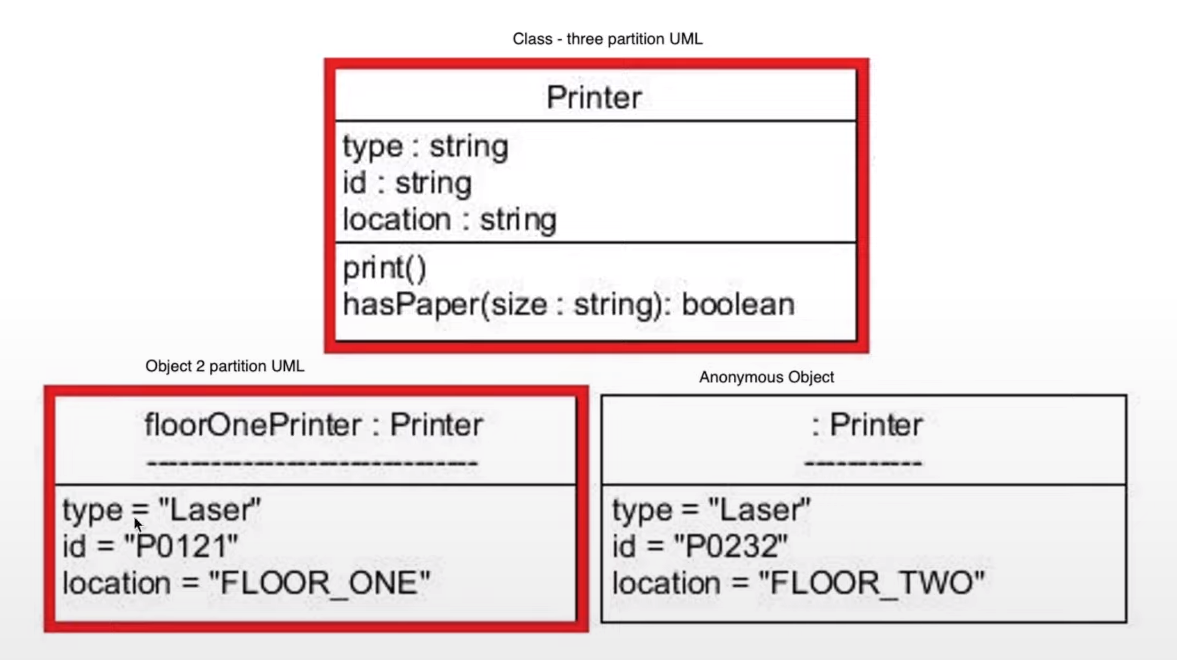 Class - three partition UML
Printer
type : string
id : string
location : string
print()
hasPaper(size : string): boolean
Object 2 partition UML
floorOnePrinter : Printer
type = "Laser"
id = "P0121"
location = "FLOOR_ONE"
Anonymous Object
: Printer
type = "Laser"
id = "P0232"
location = "FLOOR_TWO"